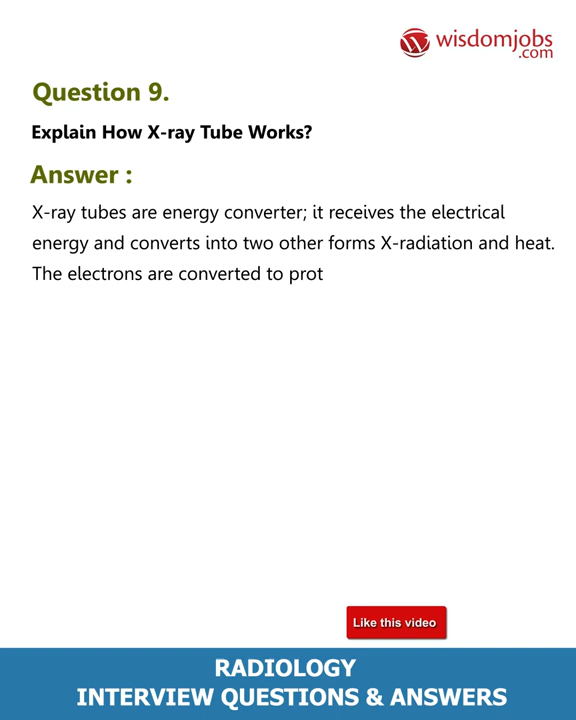 wisdomjobs
.com
Question 9.
Explain How X-ray Tube Works?
Answer :
X-ray tubes are energy converter; it receives the electrical
energy and converts into two other forms X-radiation and heat.
The electrons are converted to prot
Like this video
RADIOLOGY
INTERVIEW QUESTIONS & ANSWERS